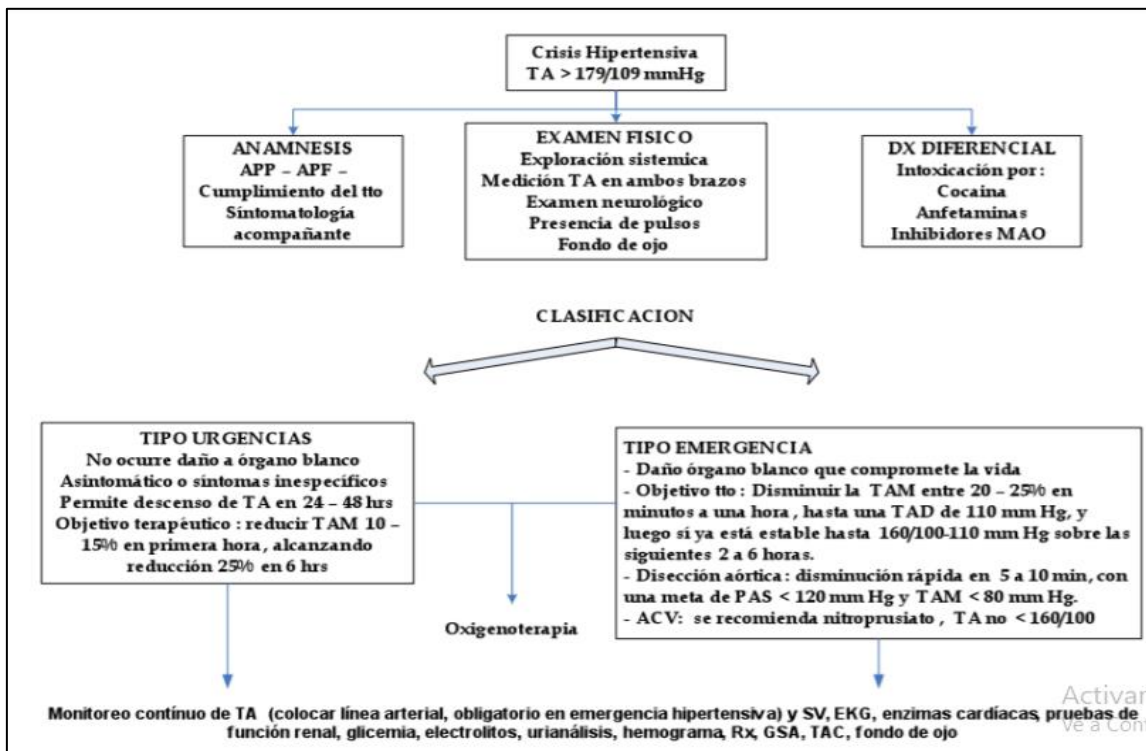 Crisis Hipertensiva
TA > 179/109 mmHg
ANAMNESIS
APP – APF –
Cumplimiento del tto
Síntomatología
acompañante
EXAMEN FISICO
Exploración sistemica
Medición TA en ambos brazos
Examen neurológico
Presencia de pulsos
Fondo de ojo
DX DIFERENCIAL
Intoxicación por :
Cocaina
Anfetaminas
Inhibidores MAO
CLASIFICACION
TIPO URGENCIAS
No ocurre daño a órgano blanco
Asintomático o síntomas inespecíficos
Permite descenso de TA en 24 – 48 hrs
Objetivo terapéutico : reducir TAM 10 –
15% en primera hora, alcanzando
reducción 25% en 6 hrs
TIPO EMERGENCIA
- Daño órgano blanco que compromete la vida
- Objetivo tto : Disminuir la TAM entre 20 – 25% en
minutos a una hora , hasta una TAD de 110 mm Hg, y
luego sí ya está estable hasta 160/100-110 mm Hg sobre las
siguientes 2 a 6 horas.
- Disección aórtica : disminución rápida en 5 a 10 min, con
una meta de PAS < 120 mm Hg y TAM < 80 mm Hg.
- ACV: se recomienda nitroprusiato , TA no < 160/100
Oxigenoterapia
Monitoreo contínuo de TA (colocar línea arterial, obligatorio en emergencia hipertensiva) y SV, EKG, enzimas cardíacas, pruebas de
función renal, glicemia, electrolitos, urianálisis, hemograma, Rx, GSA, TAC, fondo de ojo
Activar
Ve a Con